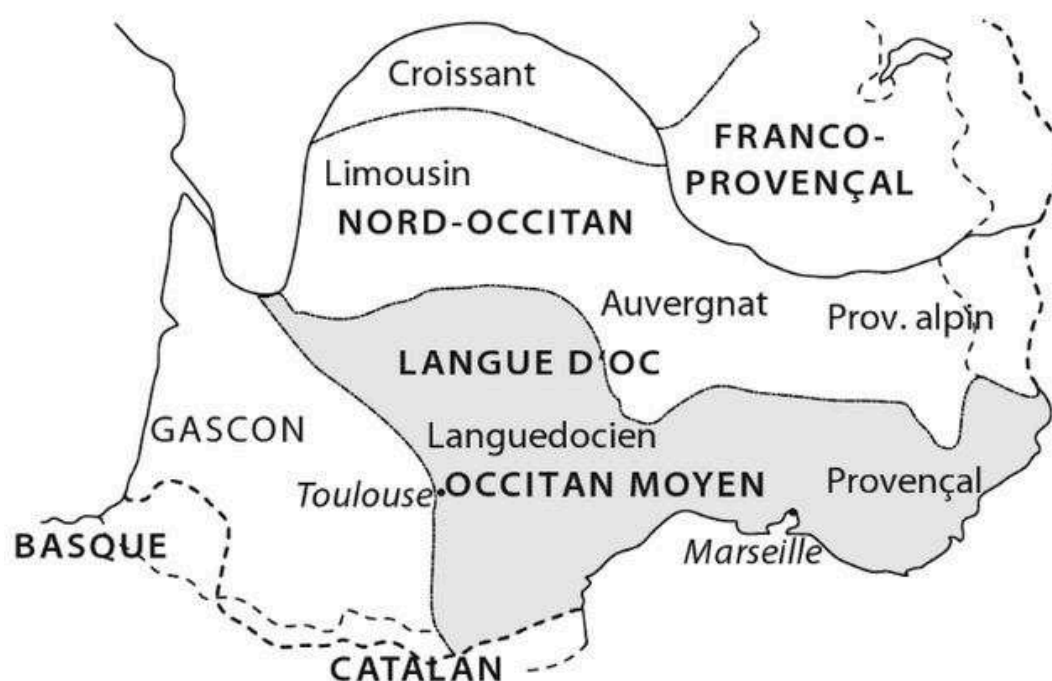 Croissant
FRANCO-
PROVENÇAL
Limousin
NORD-OCCITAN
Auvergnat
Prov. alpin
LANGUE D'OC
GASCON
Languedocien
Toulouse
OCCITAN MOYEN
Provençal
BASQUE
Marseille
CATALAN